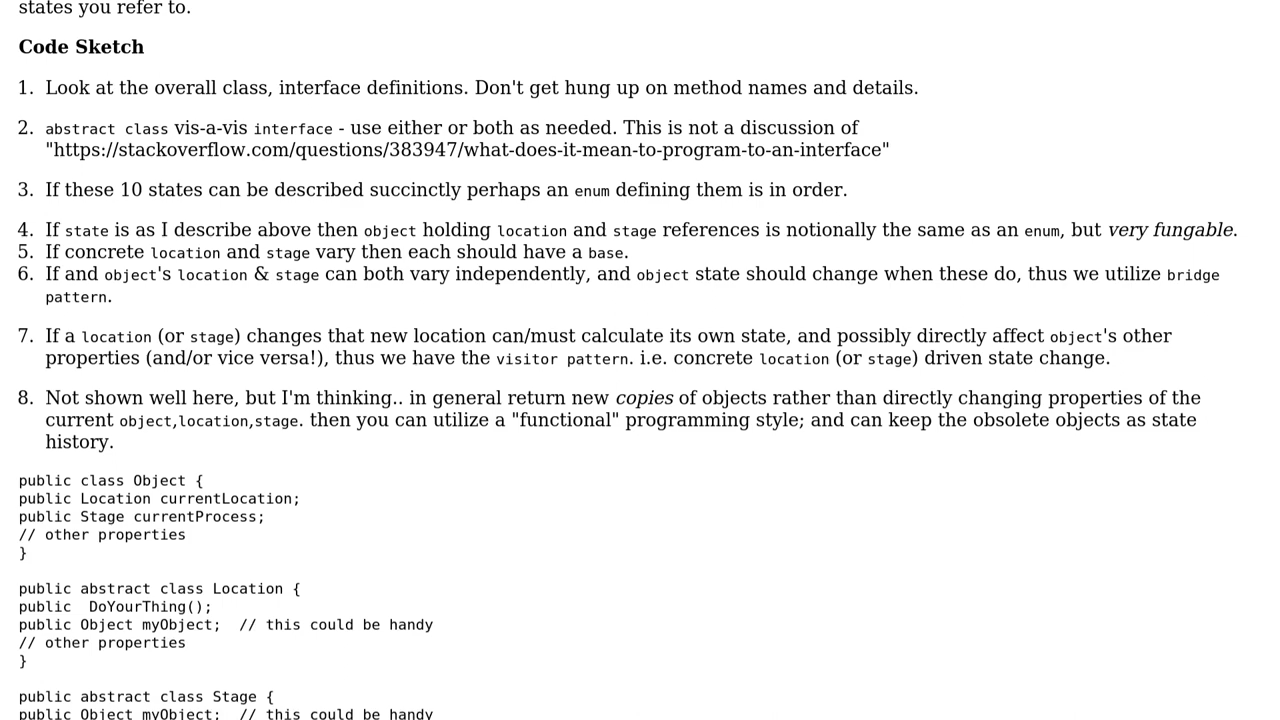 states you refer to.
Code Sketch
1. Look at the overall class, interface definitions. Don't get hung up on method names and details.
2. abstract class vis-a-vis interface - use either or both as needed. This is not a discussion of
"https://stackoverflow.com/questions/383947/what-does-it-mean-to-program-to-an-interface"
3. If these 10 states can be described succinctly perhaps an enum defining them is in order.
4. If state is as I describe above then object holding location and stage references is notionally the same as an enum, but very fungable.
5. If concrete location and stage vary then each should have a base.
6. If and object's location & stage can both vary independently, and object state should change when these do, thus we utilize bridge
pattern.
7. If a location (or stage) changes that new location can/must calculate its own state, and possibly directly affect object's other
properties (and/or vice versa!), thus we have the visitor pattern. i.e. concrete location (or stage) driven state change.
8. Not shown well here, but I'm thinking.. in general return new copies of objects rather than directly changing properties of the
current object,location,stage. then you can utilize a "functional" programming style; and can keep the obsolete objects as state
history.
public class Object {
public Location currentLocation;
public Stage currentProcess;
// other properties
}
public abstract class Location {
public  DoYourThing();
public Object myObject;  // this could be handy
// other properties
}
public abstract class Stage {
public Object myObject;  // this could be handy